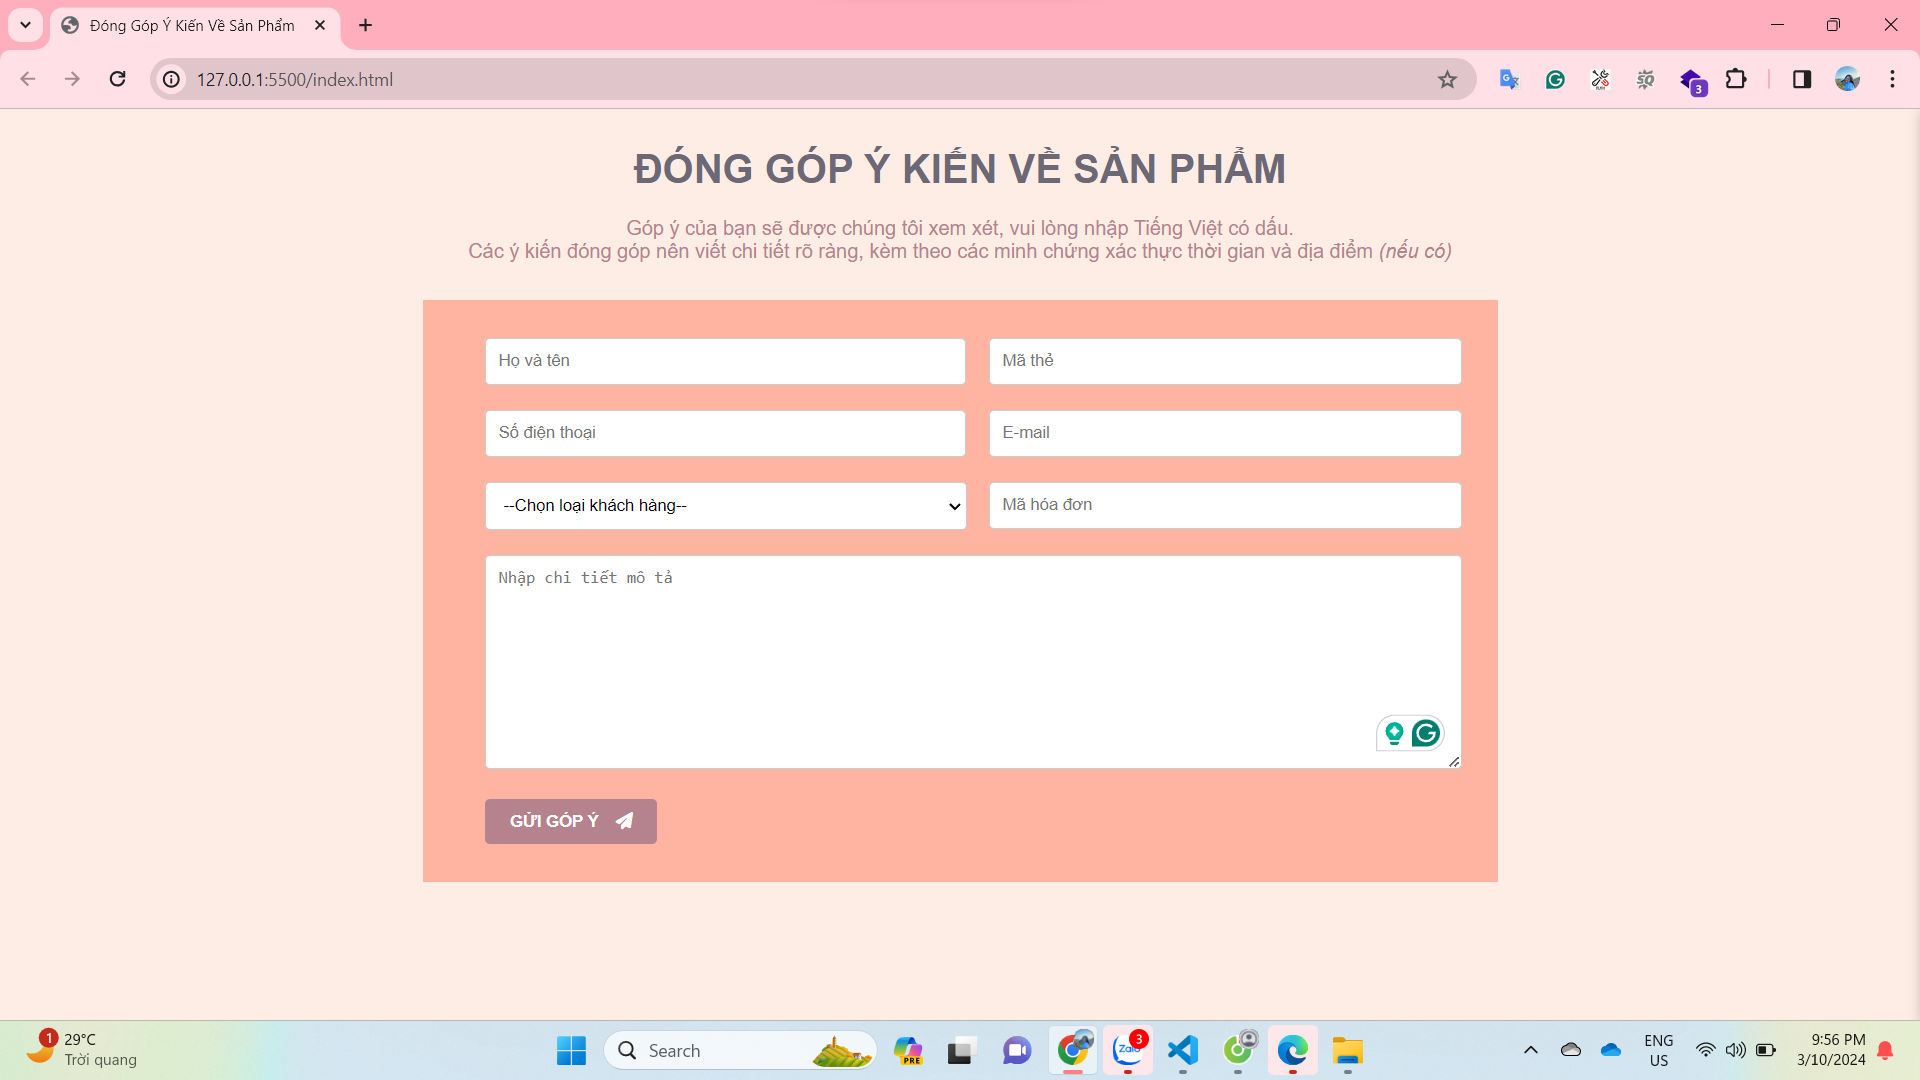 Đóng Góp Ý Kiến Về Sản Phẩm
127.0.0.1:5500/index.html
3
ĐÓNG GÓP Ý KIẾN VỀ SẢN PHẨM
Góp ý của bạn sẽ được chúng tôi xem xét, vui lòng nhập Tiếng Việt có dấu.
Các ý kiến đóng góp nên viết chi tiết rõ ràng, kèm theo các minh chứng xác thực thời gian và địa điểm (nếu có)
Họ và tên
Mã thẻ
Số điện thoại
E-mail
--Chọn loại khách hàng--
Mã hóa đơn
Nhập chi tiết mô tả
GỬI GÓP Ý
1
29°C
Trời quang
Search
PRE
Zalo
3
ENG
US
9:56 PM
3/10/2024